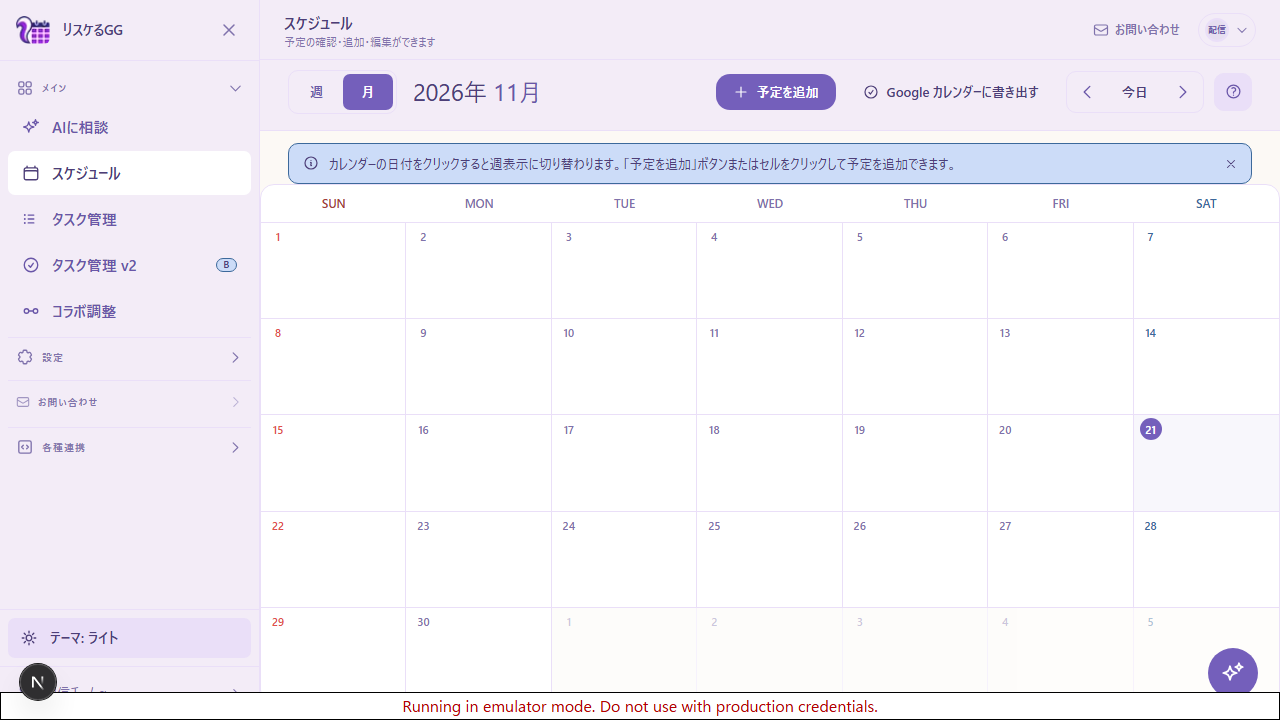 リスケるGG
メイン
AIに相談
スケジュール
タスク管理
タスク管理 v2
B
コラボ調整
設定
お問い合わせ
各種連携
テーマ: ライト
N
スケジュール
予定の確認・追加・編集ができます
お問い合わせ
配信
週
月
2026年 11月
予定を追加
Google カレンダーに書き出す
今日
カレンダーの日付をクリックすると週表示に切り替わります。「予定を追加」ボタンまたはセルをクリックして予定を追加できます。
SUN MON TUE WED THU FRI SAT
1 2 3 4 5 6 7
8 9 10 11 12 13 14
15 16 17 18 19 20 21
22 23 24 25 26 27 28
29 30 1 2 3 4 5
Running in emulator mode. Do not use with production credentials.